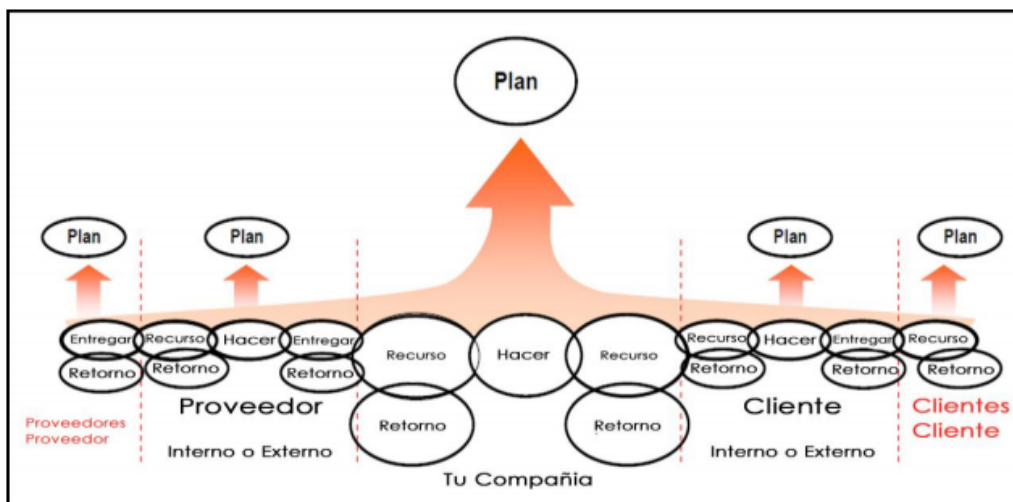 Plan
Plan
Plan
Plan
Plan
Entregar
Recurso
Hacer
Entregar
Recurso
Hacer
Recurso
Recurso
Hacer
Entregar
Recurso
Retorno
Retorno
Retorno
Retorno
Retorno
Retorno
Retorno
Retorno
Proveedores
Proveedor
Proveedor
Interno o Externo
Tu Compañia
Cliente
Interno o Externo
Clientes
Cliente